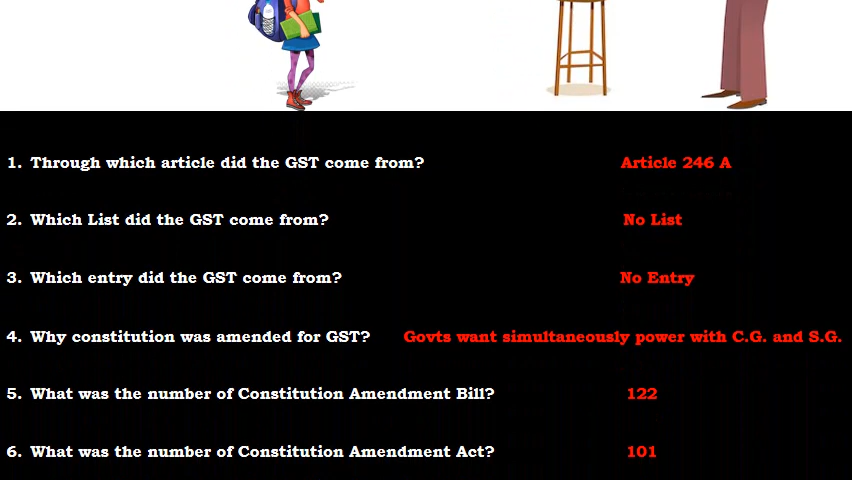 1. Through which article did the GST come from? Article 246 A
2. Which List did the GST come from? No List
3. Which entry did the GST come from? No Entry
4. Why constitution was amended for GST? Govts want simultaneously power with C.G. and S.G.
5. What was the number of Constitution Amendment Bill? 122
6. What was the number of Constitution Amendment Act? 101